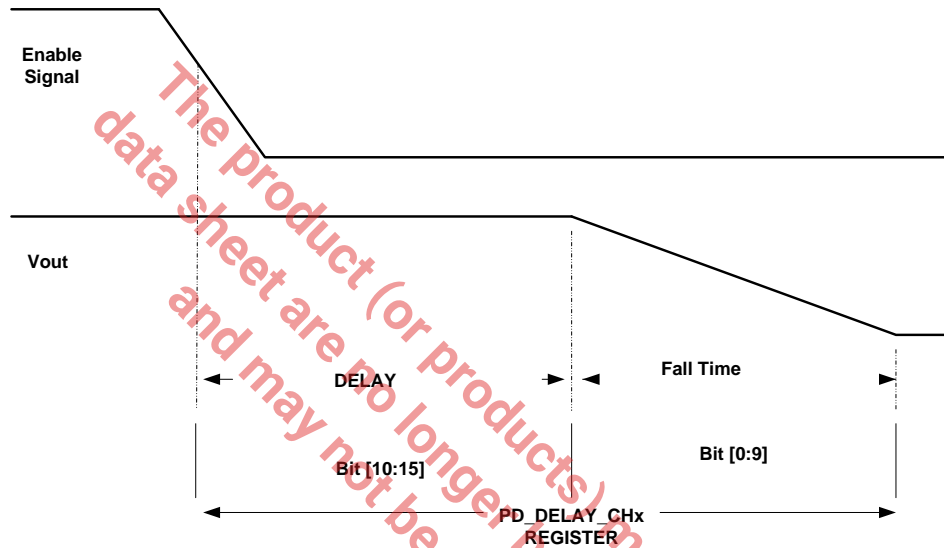 Enable
Signal
The product (or products) m
data sheet are no longer p
and may not be
Vout
DELAY
Fall Time
Bit [10:15]
Bit [0:9]
PD_DELAY_CHx
REGISTER